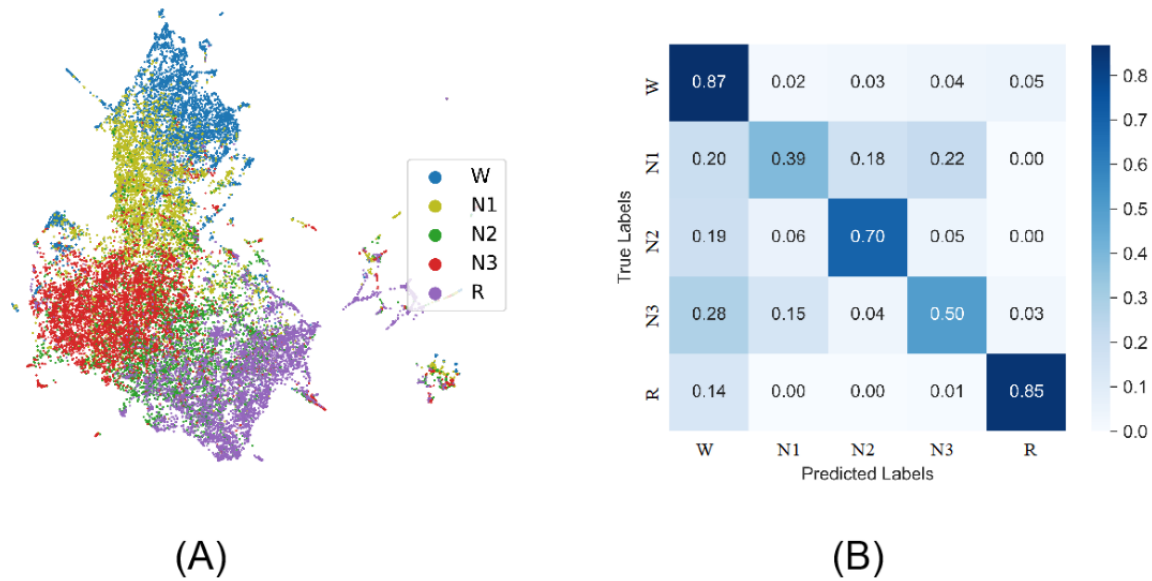 W
N1
N2
N3
R
(A)
True Labels
W
N1
N2
N3
R
0.87 0.02 0.03 0.04 0.05
0.20 0.39 0.18 0.22 0.00
0.19 0.06 0.70 0.05 0.00
0.28 0.15 0.04 0.50 0.03
0.14 0.00 0.00 0.01 0.85
W N1 N2 N3 R
Predicted Labels
0.8
0.7
0.6
0.5
0.4
0.3
0.2
0.1
0.0
(B)